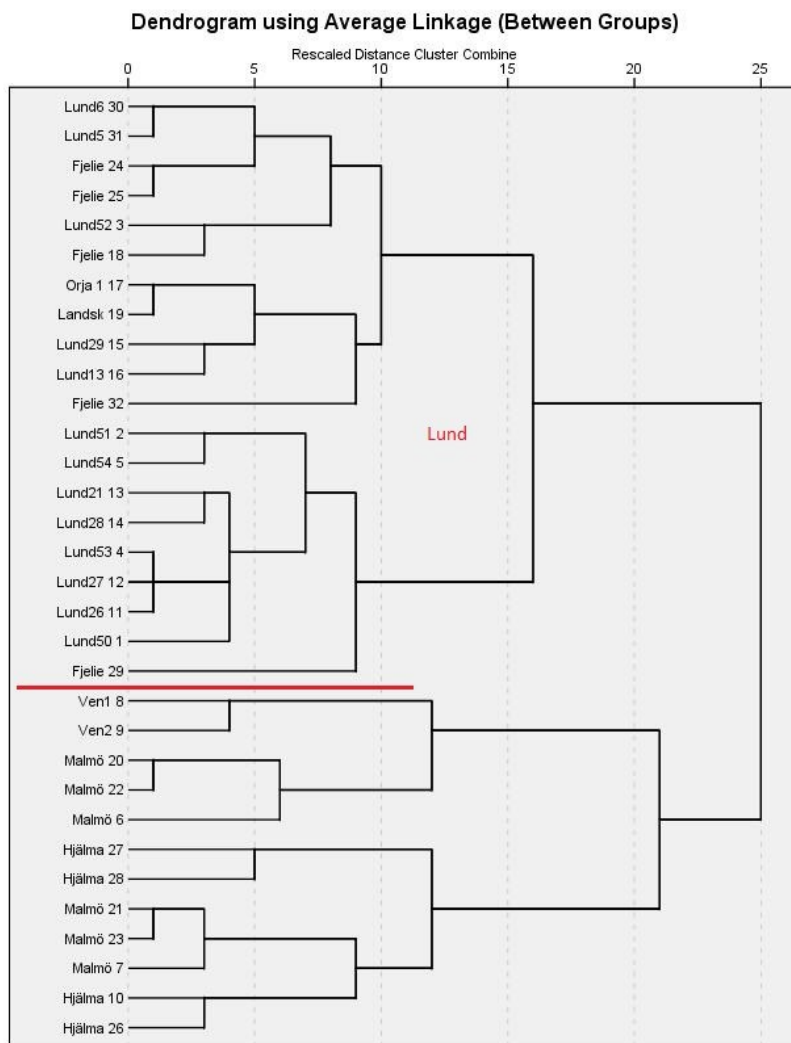 Dendrogram using Average Linkage (Between Groups)
Rescaled Distance Cluster Combine
0 5 10 15 20 25
Lund6 30
Lund5 31
Fjelie 24
Fjelie 25
Lund52 3
Fjelie 18
Orja 1 17
Landsk 19
Lund29 15
Lund13 16
Fjelie 32
Lund51 2
Lund
Lund54 5
Lund21 13
Lund28 14
Lund53 4
Lund27 12
Lund26 11
Lund50 1
Fjelie 29
Ven1 8
Ven2 9
Malmö 20
Malmö 22
Malmö 6
Hjälma 27
Hjälma 28
Malmö 21
Malmö 23
Malmö 7
Hjälma 10
Hjälma 26